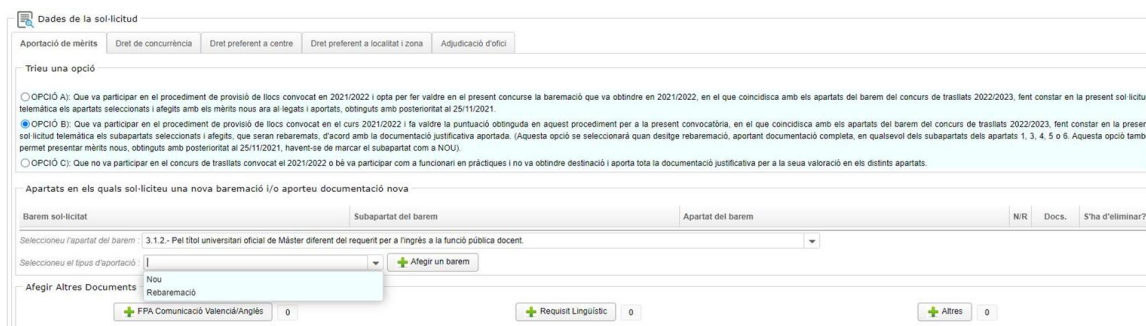 Dades de la sol·licitud
Aportació de mèrits Dret de concurrència Dret preferent a centre Dret preferent a localitat i zona Adjudicació d'ofici
Trieu una opció
OPCIÓ A): Que va participar en el procediment de provisió de llocs convocat en 2021/2022 i opta per fer valdre en el present concurse la baremació que va obtindre en 2021/2022, en el que coincidisca amb els apartats del barem del concurs de trasllats 2022/2023, fent constar en la present sol·licitu
telemática els apartats seleccionats i afegits amb els mèrits nous ara al·legats i aportats, obtinguts amb posterioritat al 25/11/2021.
OPCIÓ B): Que va participar en el procediment de provisió de llocs convocat en el curs 2021/2022 i fa valdre la puntuació obtinguda en aquest procediment per a la present convocatòria, en el que coincidisca amb els apartats del barem del concurs de trasllats 2022/2023, fent constar en la presen
sol·licitud telemática els subapartats seleccionats i afegits, que seran rebaremats, d'acord amb la documentació justificativa aportada. (Aquesta opció se seleccionarà quan desitge rebaremació, aportant documentació completa, en qualsevol dels subapartats dels apartats 1, 3, 4, 5 o 6. Aquesta opció tamb
permet presentar mèrits nous, obtinguts amb posterioritat al 25/11/2021, havent-se de marcar el subapartat com a NOU).
OPCIÓ C): Que no va participar en el concurs de trasllats convocat el 2021/2022 o bé va participar com a funcionari en pràctiques i no va obtindre destinació i aporta tota la documentació justificativa per a la seua valoració en els distints apartats.
Apartats en els quals sol·liciteu una nova baremació i/o aporteu documentació nova
Barem sol·licitat Subapartat del barem Apartat del barem N/R Docs. S'ha d'eliminar?
Seleccioneu l'apartat del barem : 3.1.2.- Pel títol universitari oficial de Máster diferent del requerit per a l'ingrés a la funció pública docent.
Seleccioneu el tipus d'aportació : Afegir un barem
Nou
Rebaremació
Afegir Altres Documents
FPA Comunicació Valenciá/Anglés 0 Requisit Lingüístic 0 Altres 0